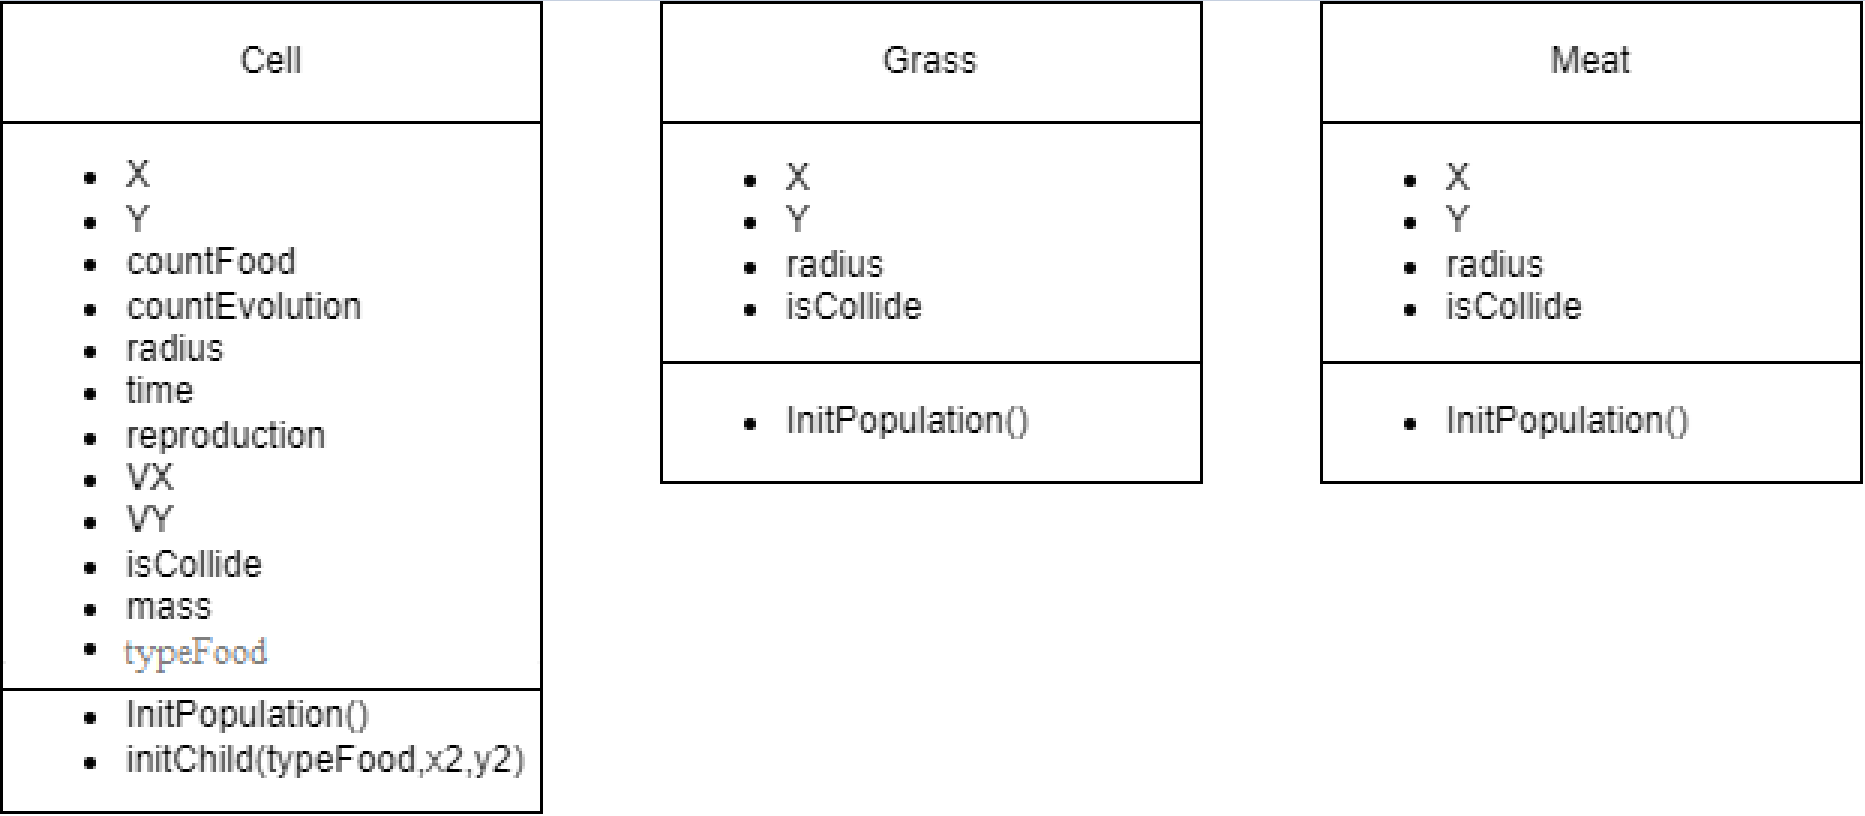 Cell
X
Y
countFood
countEvolution
radius
time
reproduction
VX
VY
isCollide
mass
typeFood
InitPopulation()
initChild(typeFood,x2,y2)
Grass
X
Y
radius
isCollide
InitPopulation()
Meat
X
Y
radius
isCollide
InitPopulation()